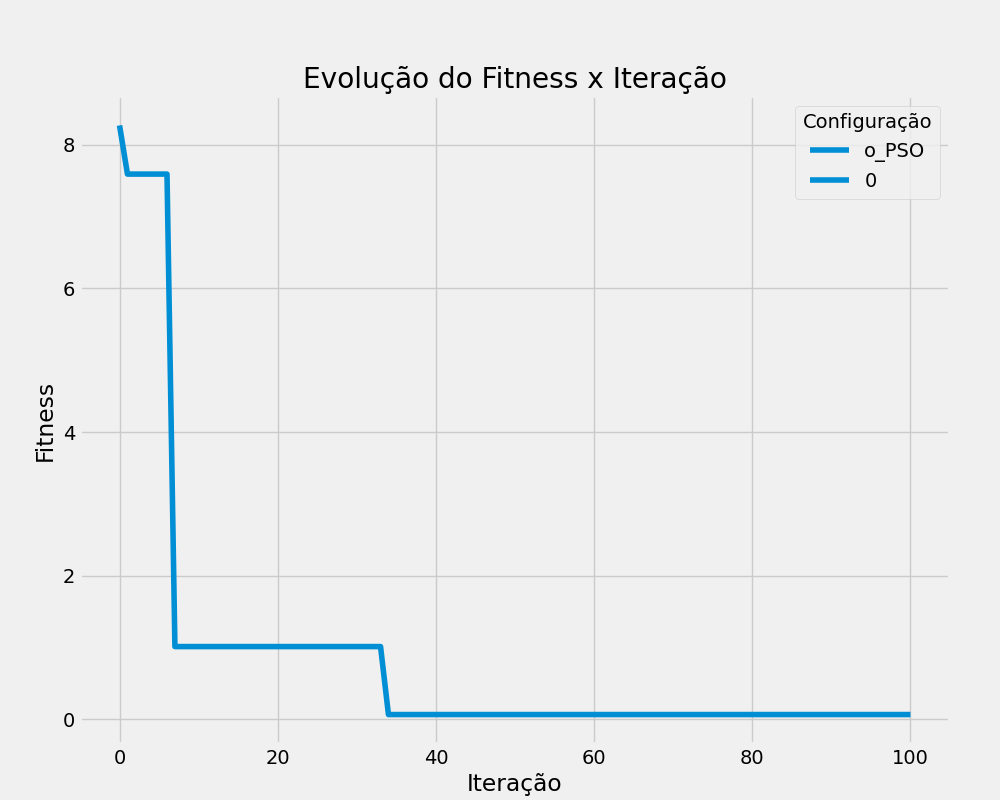 Evolução do Fitness x Iteração
Configuração
o_PSO
0
8
6
4
2
0
Fitness
0 20 40 60 80 100
Iteração